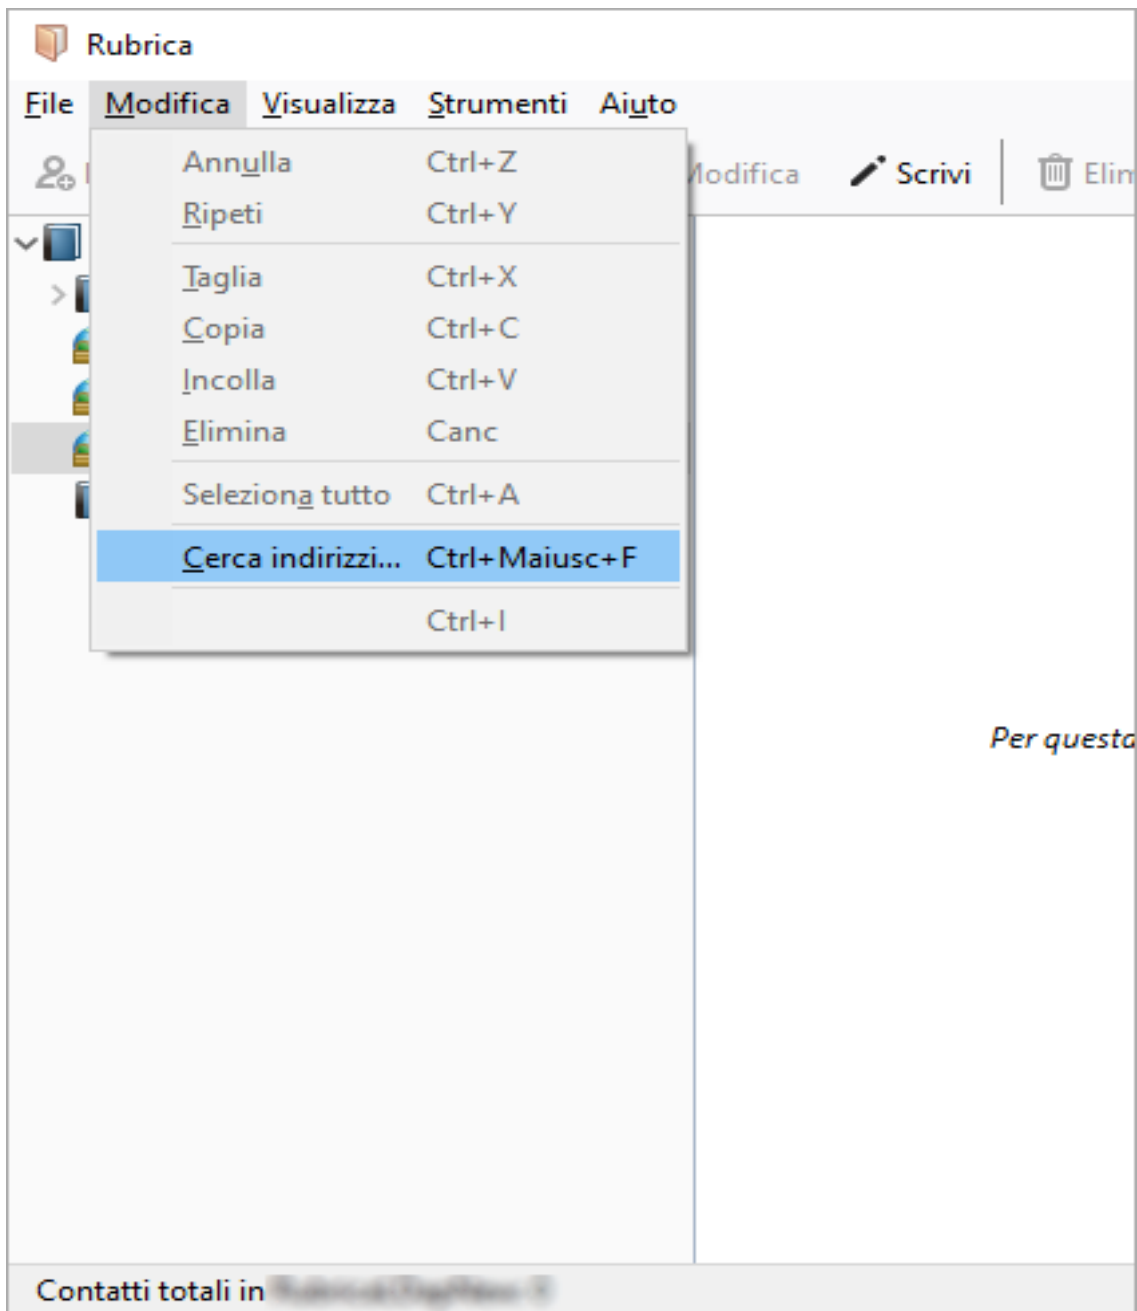 Rubrica
File Modifica Visualizza Strumenti Aiuto
Modifica Scrivi Elim
Annulla Ctrl+Z
Ripeti Ctrl+Y
Taglia Ctrl+X
Copia Ctrl+C
Incolla Ctrl+V
Elimina Canc
Seleziona tutto Ctrl+A
Cerca indirizzi... Ctrl+Maiusc+F
Ctrl+I
Per questa
Contatti totali in